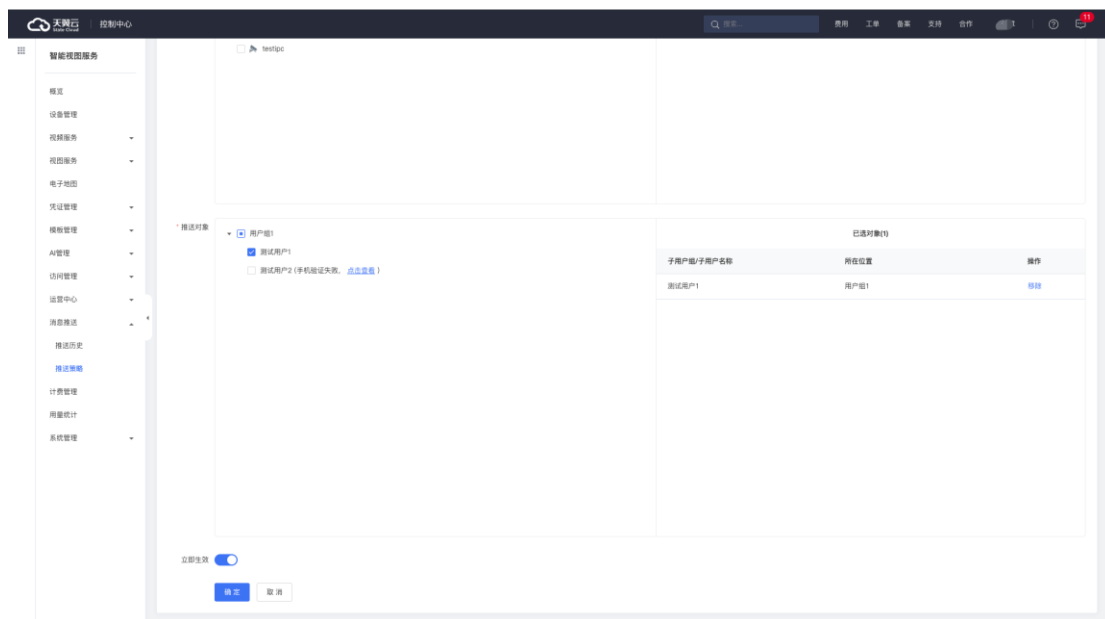 天翼云
State Cloud
控制中心
搜索...
费用 工单 备案 支持 合作
11
智能视图服务
testipc
概览
设备管理
视频服务
视图服务
电子地图
凭证管理
模板管理
AI管理
访问管理
运营中心
消息推送
推送历史
推送策略
计费管理
用量统计
系统管理
* 推送对象
用户组1
测试用户1
测试用户2 (手机验证失败, 点击查看)
已选对象(1)
子用户组/子用户名称 所在位置 操作
测试用户1 用户组1 移除
立即生效
确 定 取 消